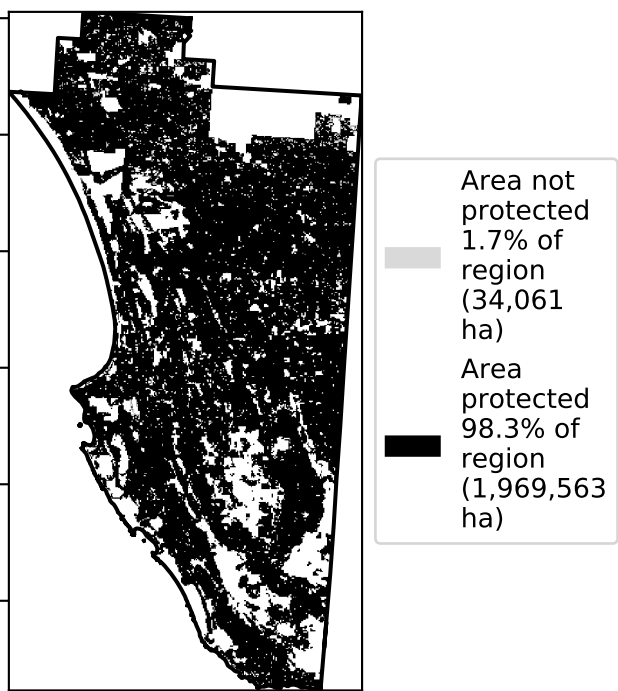 Area not
protected
1.7% of
region
(34,061
ha)
Area
protected
98.3% of
region
(1,969,563
ha)